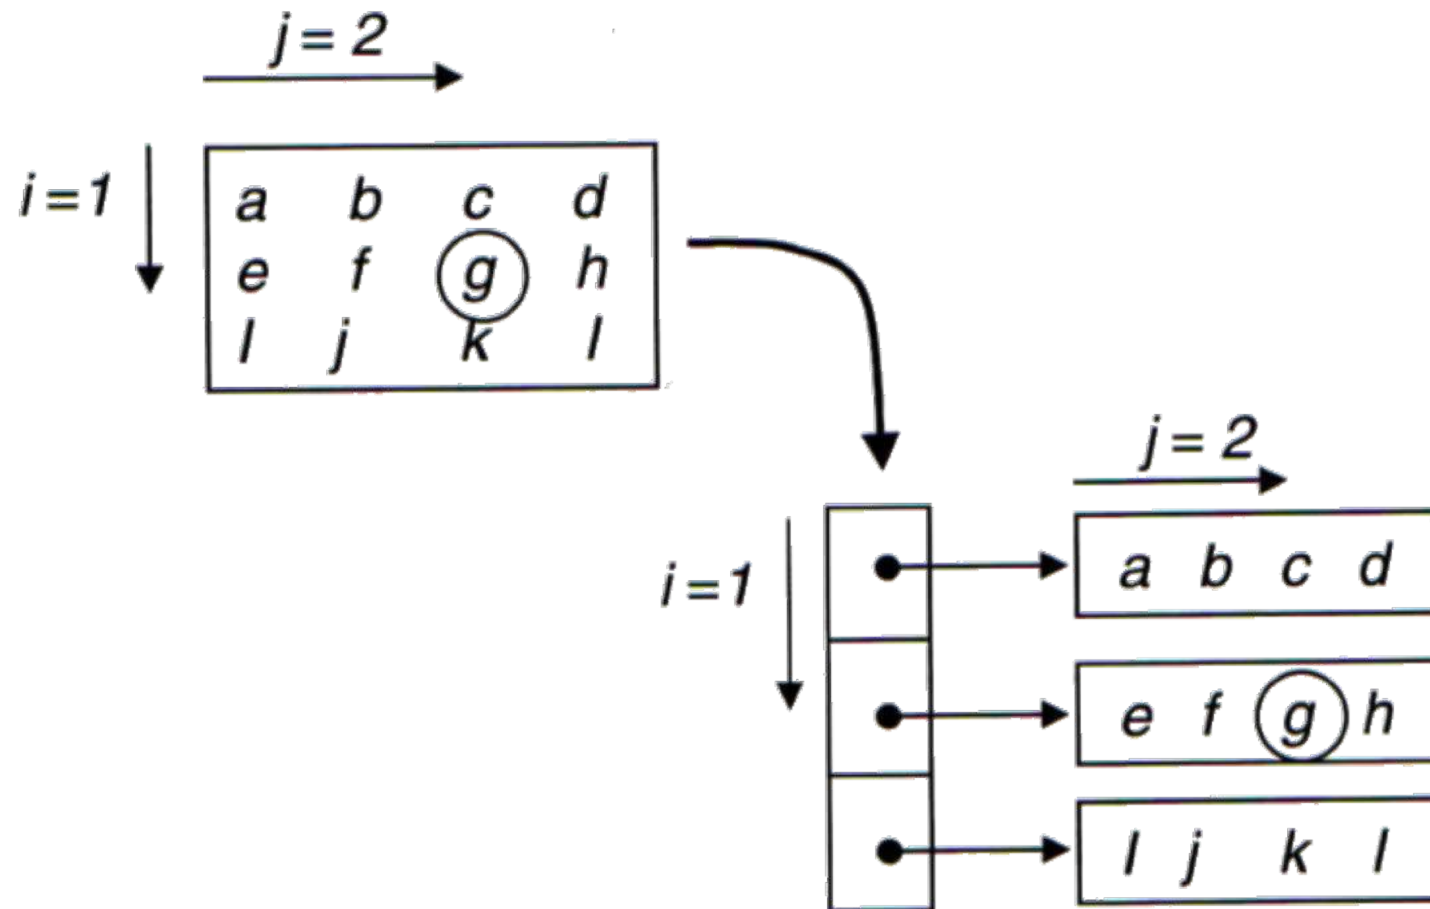 j = 2
i = 1
a b c d
e f g h
l j k l
j = 2
i = 1
a b c d
e f g h
l j k l